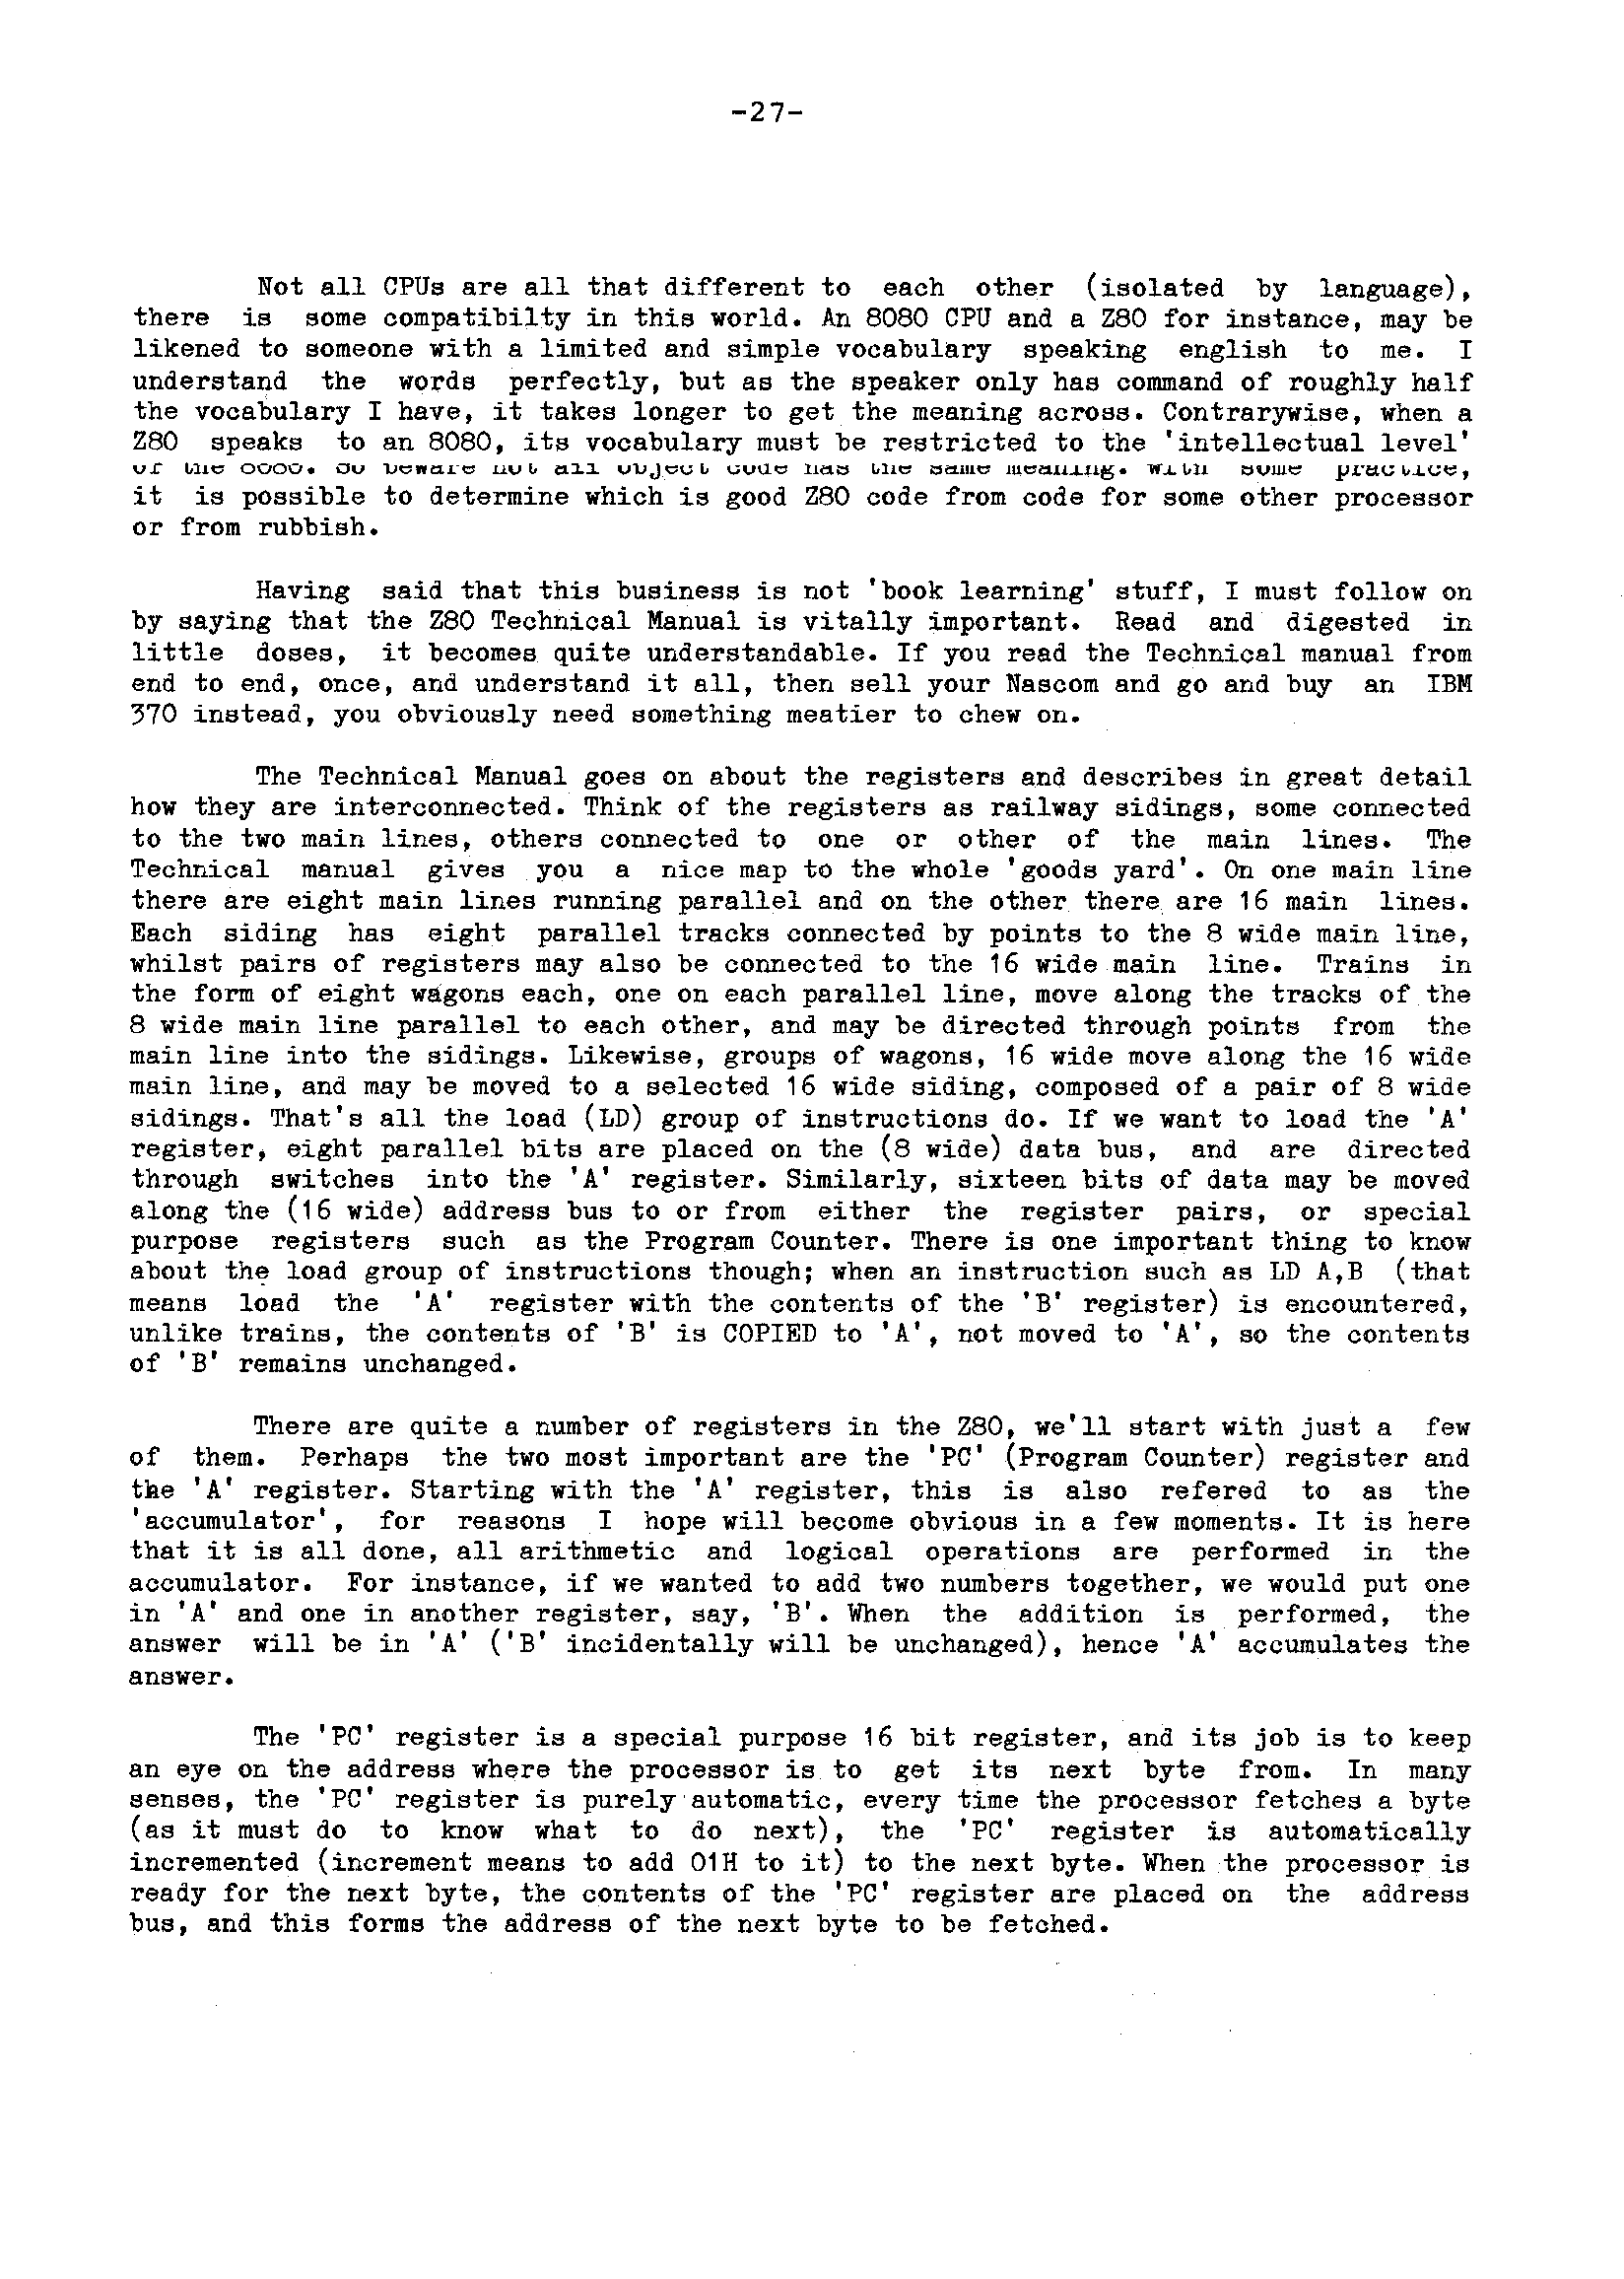 -27-
Not all CPUs are all that different to each other (isolated by language),
there is some compatibilty in this world. An 8080 CPU and a Z80 for instance, may be
likened to someone with a limited and simple vocabulary speaking english to me. I
understand the words perfectly, but as the speaker only has command of roughly half
the vocabulary I have, it takes longer to get the meaning across. Contrarywise, when a
Z80 speaks to an 8080, its vocabulary must be restricted to the 'intellectual level'
of the 8080. So beware not all object code has the same meaning. With some practice,
it is possible to determine which is good Z80 code from code for some other processor
or from rubbish.
Having said that this business is not 'book learning' stuff, I must follow on
by saying that the Z80 Technical Manual is vitally important. Read and digested in
little doses, it becomes quite understandable. If you read the Technical manual from
end to end, once, and understand it all, then sell your Nascom and go and buy an IBM
370 instead, you obviously need something meatier to chew on.
The Technical Manual goes on about the registers and describes in great detail
how they are interconnected. Think of the registers as railway sidings, some connected
to the two main lines, others connected to one or other of the main lines. The
Technical manual gives you a nice map to the whole 'goods yard'. On one main line
there are eight main lines running parallel and on the other there are 16 main lines.
Each siding has eight parallel tracks connected by points to the 8 wide main line,
whilst pairs of registers may also be connected to the 16 wide main line. Trains in
the form of eight wagons each, one on each parallel line, move along the tracks of the
8 wide main line parallel to each other, and may be directed through points from the
main line into the sidings. Likewise, groups of wagons, 16 wide move along the 16 wide
main line, and may be moved to a selected 16 wide siding, composed of a pair of 8 wide
sidings. That's all the load (LD) group of instructions do. If we want to load the 'A'
register, eight parallel bits are placed on the (8 wide) data bus, and are directed
through switches into the 'A' register. Similarly, sixteen bits of data may be moved
along the (16 wide) address bus to or from either the register pairs, or special
purpose registers such as the Program Counter. There is one important thing to know
about the load group of instructions though; when an instruction such as LD A,B (that
means load the 'A' register with the contents of the 'B' register) is encountered,
unlike trains, the contents of 'B' is COPIED to 'A', not moved to 'A', so the contents
of 'B' remains unchanged.
There are quite a number of registers in the Z80, we'll start with just a few
of them. Perhaps the two most important are the 'PC' (Program Counter) register and
the 'A' register. Starting with the 'A' register, this is also refered to as the
'accumulator', for reasons I hope will become obvious in a few moments. It is here
that it is all done, all arithmetic and logical operations are performed in the
accumulator. For instance, if we wanted to add two numbers together, we would put one
in 'A' and one in another register, say, 'B'. When the addition is performed, the
answer will be in 'A' ('B' incidentally will be unchanged), hence 'A' accumulates the
answer.
The 'PC' register is a special purpose 16 bit register, and its job is to keep
an eye on the address where the processor is to get its next byte from. In many
senses, the 'PC' register is purely automatic, every time the processor fetches a byte
(as it must do to know what to do next), the 'PC' register is automatically
incremented (increment means to add 01H to it) to the next byte. When the processor is
ready for the next byte, the contents of the 'PC' register are placed on the address
bus, and this forms the address of the next byte to be fetched.